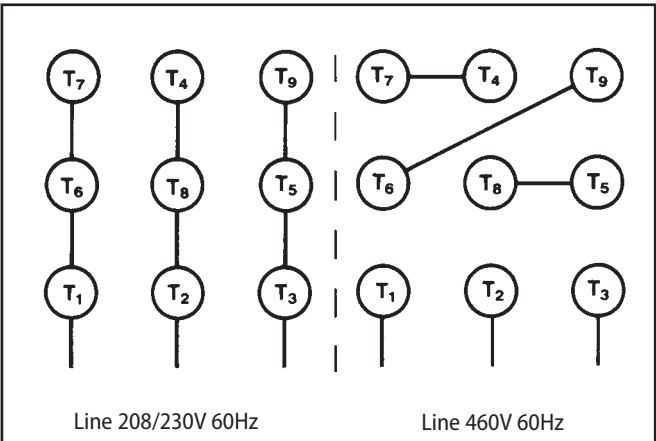 T₇ T₄ T₉ T₇ T₄ T₉
T₆ T₈ T₅ T₆ T₈ T₅
T₁ T₂ T₃ T₁ T₂ T₃
Line 208/230V 60Hz Line 460V 60Hz